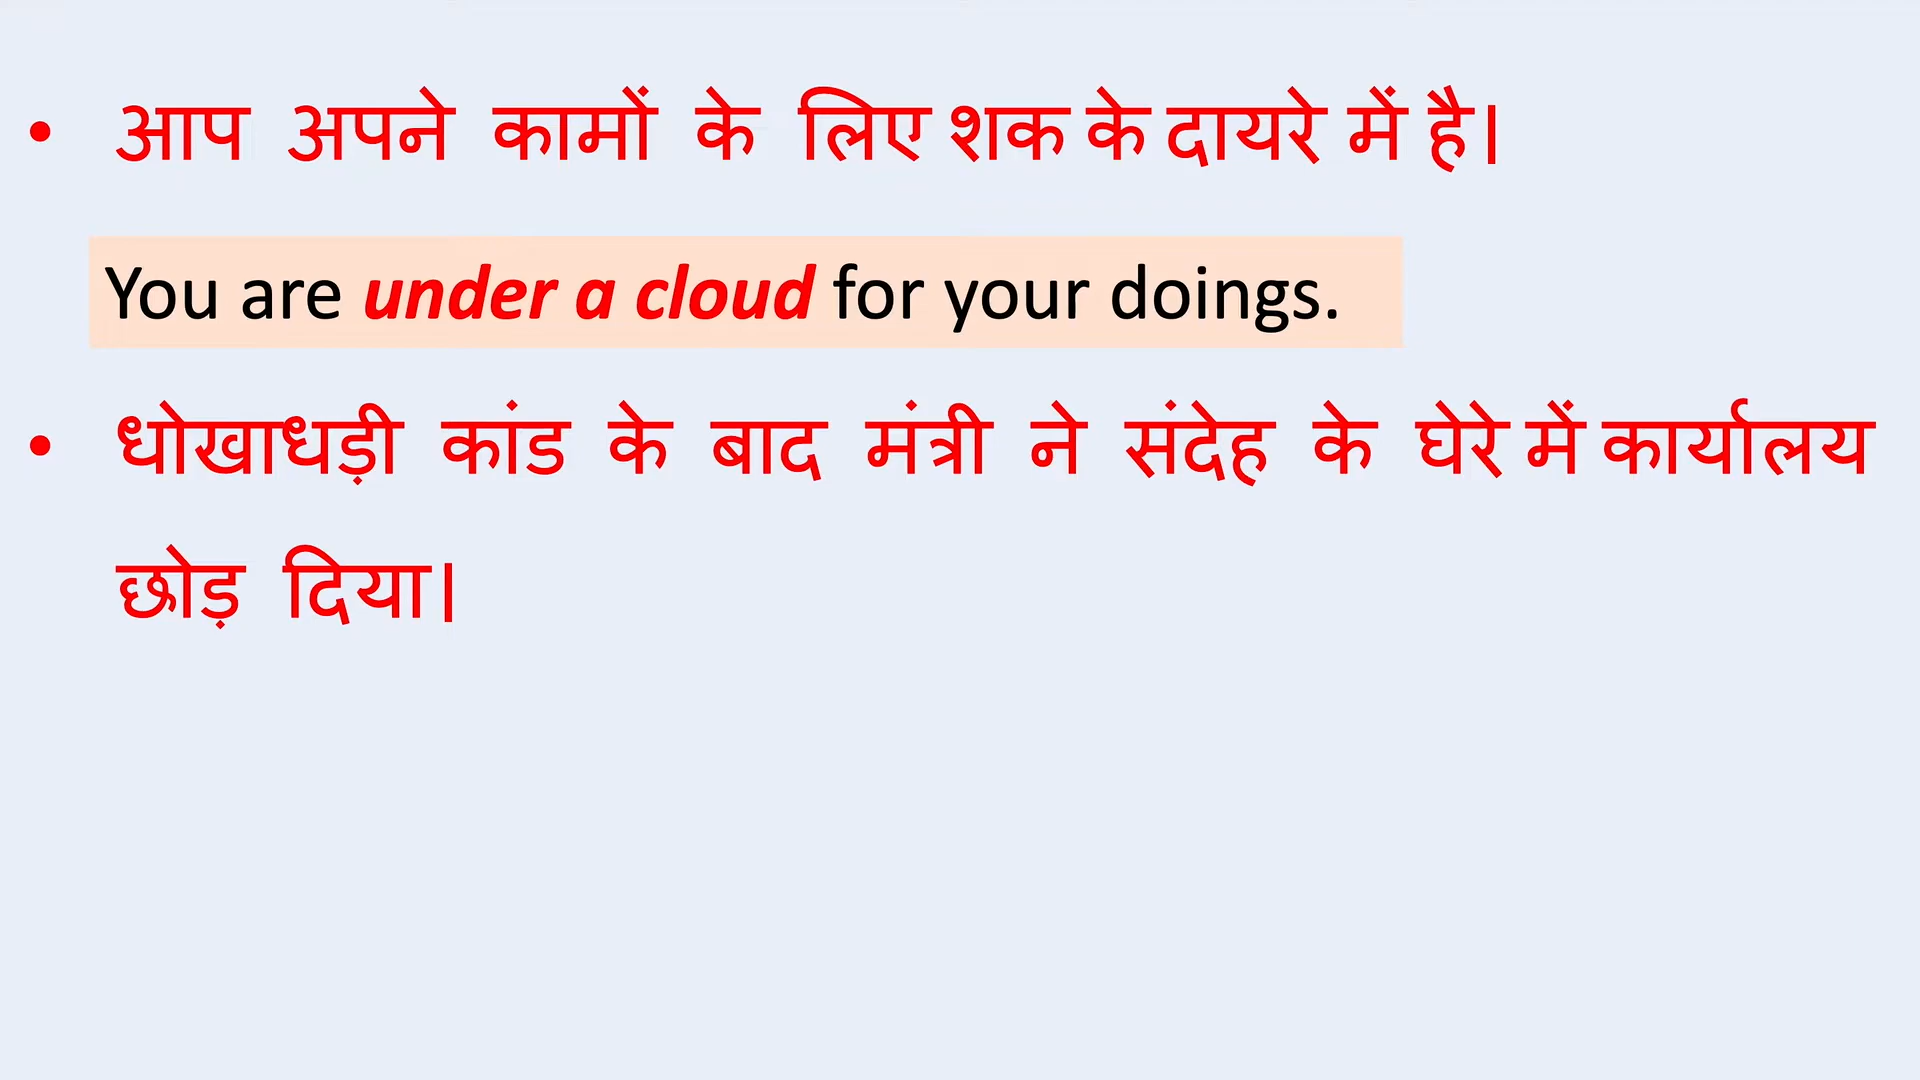 • आप अपने कामों के लिए शक के दायरे में है।
You are under a cloud for your doings.
• धोखाधड़ी कांड के बाद मंत्री ने संदेह के घेरे में कार्यालय
छोड़ दिया।